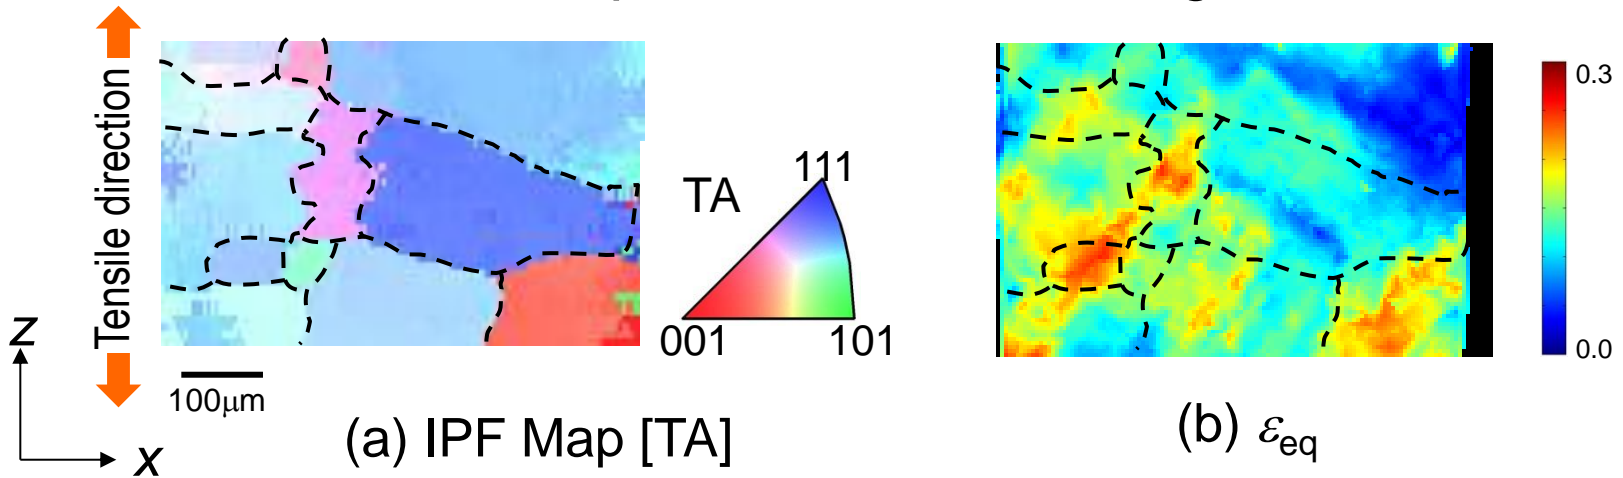 Tensile direction
z
x
100μm
(a) IPF Map [TA]
TA
111
001
101
0.3
0.0
(b) εeq